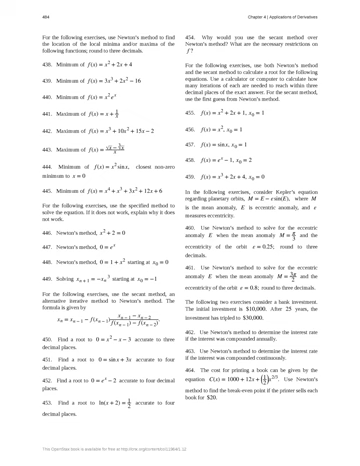 484
Chapter 4 | Applications of Derivatives
For the following exercises, use Newton's method to find
the location of the local minima and/or maxima of the
following functions; round to three decimals.
438. Minimum of f(x) = x² + 2x + 4
439. Minimum of f(x) = 3x³ + 2x² − 16
440. Minimum of f(x) = x²eˣ
441. Maximum of f(x) = x + 1/x
442. Maximum of f(x) = x³ + 10x² + 15x − 2
443. Maximum of f(x) =
444. Minimum of f(x) = x² sin x, closest non-zero
minimum to x = 0
445. Minimum of f(x) = x⁴ + x³ + 3x² + 12x + 6
For the following exercises, use the specified method to
solve the equation. If it does not work, explain why it does
not work.
446. Newton's method, x² + 2 = 0
447. Newton's method, 0 = eˣ
448. Newton's method, 0 = 1 + x² starting at x₀ = 0
449. Solving xₙ₊₁ = −xₙ³ starting at x₀ = −1
For the following exercises, use the secant method, an
alternative iterative method to Newton's method. The
formula is given by
xₙ = xₙ₋₁ − f(xₙ₋₁) (xₙ₋₁ − xₙ₋₂)/(f(xₙ₋₁) − f(xₙ₋₂)).
450. Find a root to 0 = x² − x − 3 accurate to three
decimal places.
451. Find a root to 0 = sin x + 3x accurate to four
decimal places.
452. Find a root to 0 = eˣ − 2 accurate to four decimal
places.
453. Find a root to ln(x + 2) = 1/2 accurate to four
decimal places.
454. Why would you use the secant method over
Newton's method? What are the necessary restrictions on
f?
For the following exercises, use both Newton's method
and the secant method to calculate a root for the following
equations. Use a calculator or computer to calculate how
many iterations of each are needed to reach within three
decimal places of the exact answer. For the secant method,
use the first guess from Newton's method.
455. f(x) = x² + 2x + 1, x₀ = 1
456. f(x) = x², x₀ = 1
457. f(x) = sin x, x₀ = 1
458. f(x) = eˣ − 1, x₀ = 2
459. f(x) = x³ + 2x + 4, x₀ = 0
In the following exercises, consider Kepler's equation
regarding planetary orbits, M = E − ε sin(E), where M
is the mean anomaly, E is eccentric anomaly, and ε
measures eccentricity.
460. Use Newton's method to solve for the eccentric
anomaly E when the mean anomaly M = π/3 and the
eccentricity of the orbit ε = 0.25; round to three
decimals.
461. Use Newton's method to solve for the eccentric
anomaly E when the mean anomaly M = 3π/2 and the
eccentricity of the orbit ε = 0.8; round to three decimals.
The following two exercises consider a bank investment.
The initial investment is $10,000. After 25 years, the
investment has tripled to $30,000.
462. Use Newton's method to determine the interest rate
if the interest was compounded annually.
463. Use Newton's method to determine the interest rate
if the interest was compounded continuously.
464. The cost for printing a book can be given by the
equation C(x) = 1000 + 12x + (1/2)x²ᐟ³. Use Newton's
method to find the break-even point if the printer sells each
book for $20.
This OpenStax book is available for free at